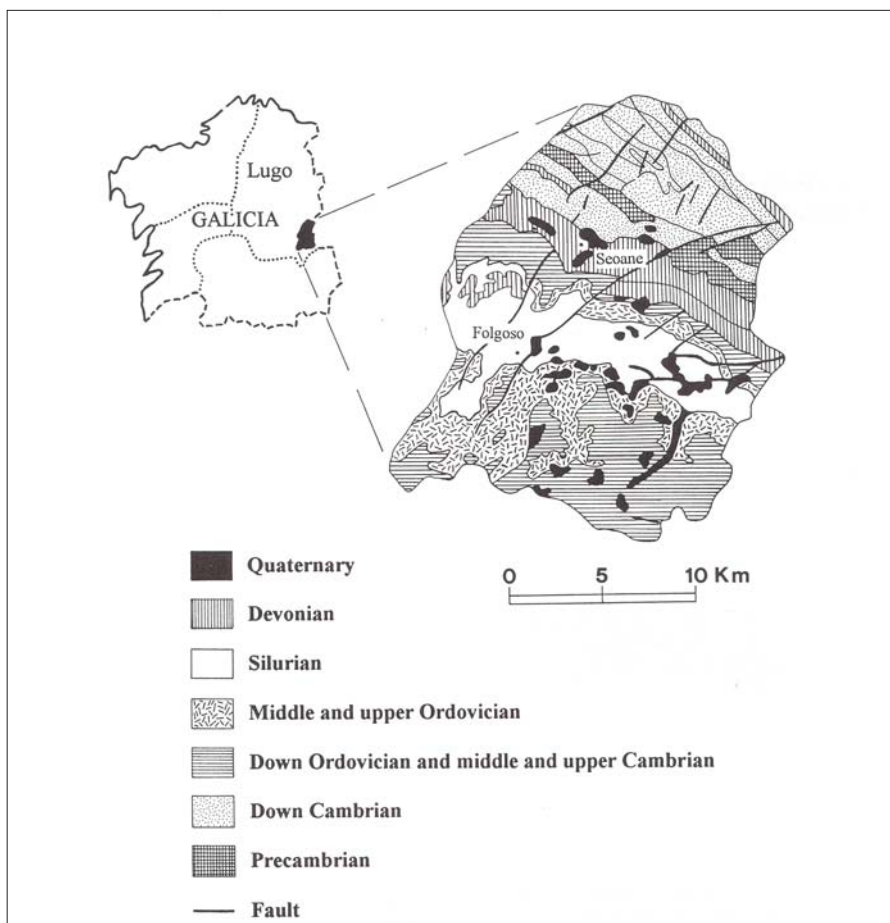 Lugo
GALICIA
Seoane
Folgoso
Quaternary
Devonian
Silurian
Middle and upper Ordovician
Down Ordovician and middle and upper Cambrian
Down Cambrian
Precambrian
Fault
0 5 10 Km